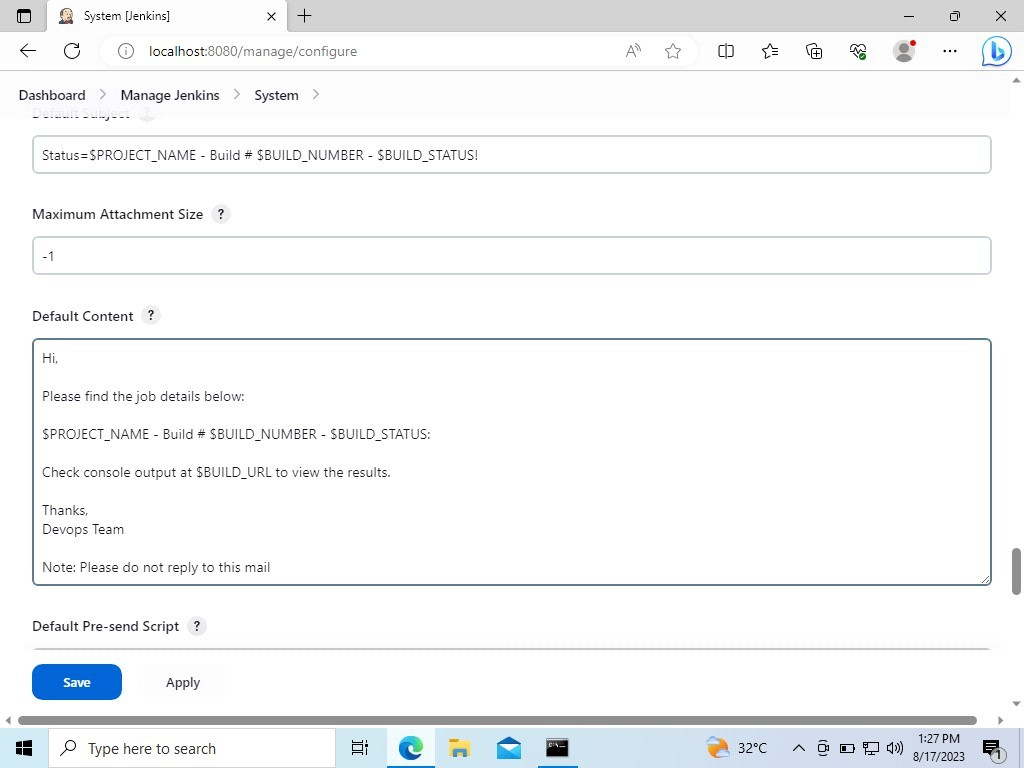 System [Jenkins]
localhost:8080/manage/configure
Dashboard
Manage Jenkins
System
Default Subject ?
Status=$PROJECT_NAME - Build # $BUILD_NUMBER - $BUILD_STATUS!
Maximum Attachment Size ?
-1
Default Content ?
Hi,
Please find the job details below:
$PROJECT_NAME - Build # $BUILD_NUMBER - $BUILD_STATUS:
Check console output at $BUILD_URL to view the results.
Thanks,
Devops Team
Note: Please do not reply to this mail
Default Pre-send Script ?
Save
Apply
Type here to search
32°C
1:27 PM
8/17/2023
1